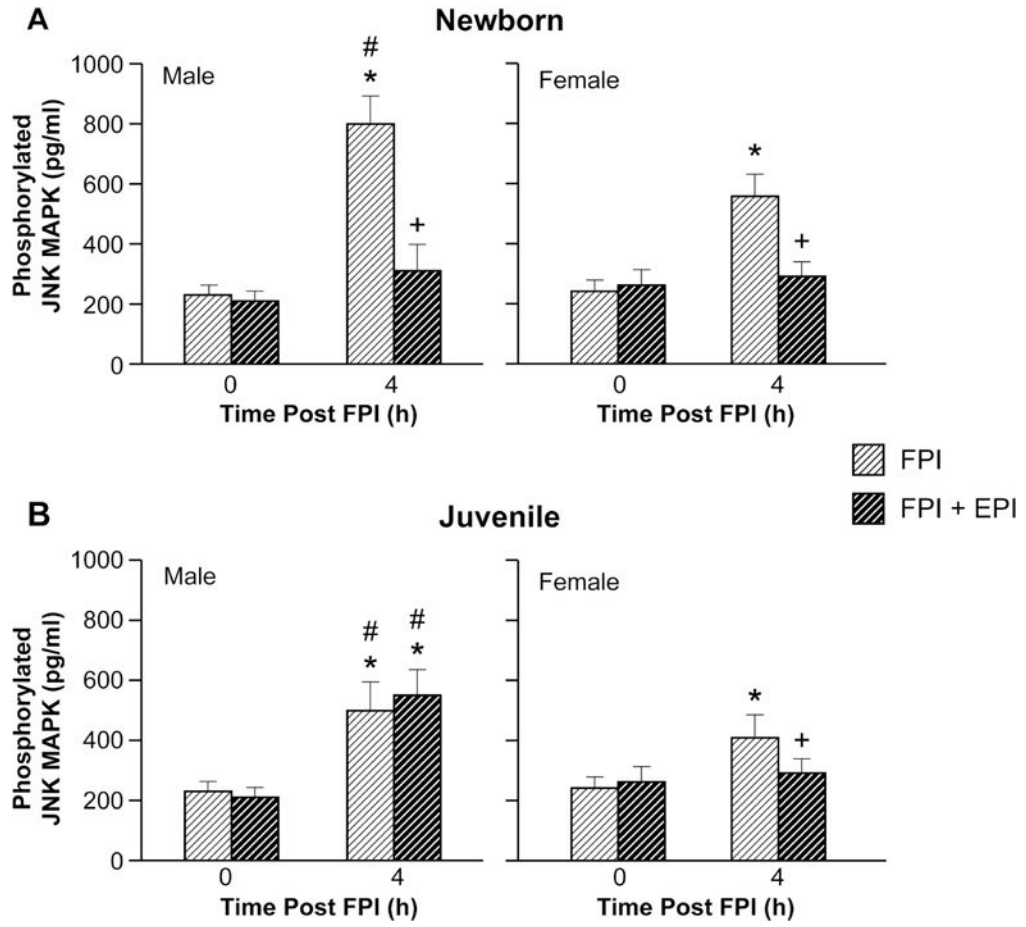 A
Newborn
Phosphorylated
JNK MAPK (pg/ml)
1000
800
600
400
200
0
Male
#
*
+
0
4
Time Post FPI (h)
Female
*
+
0
4
Time Post FPI (h)
FPI
FPI + EPI
B
Juvenile
Phosphorylated
JNK MAPK (pg/ml)
1000
800
600
400
200
0
Male
# #
* *
0
4
Time Post FPI (h)
Female
*
+
0
4
Time Post FPI (h)